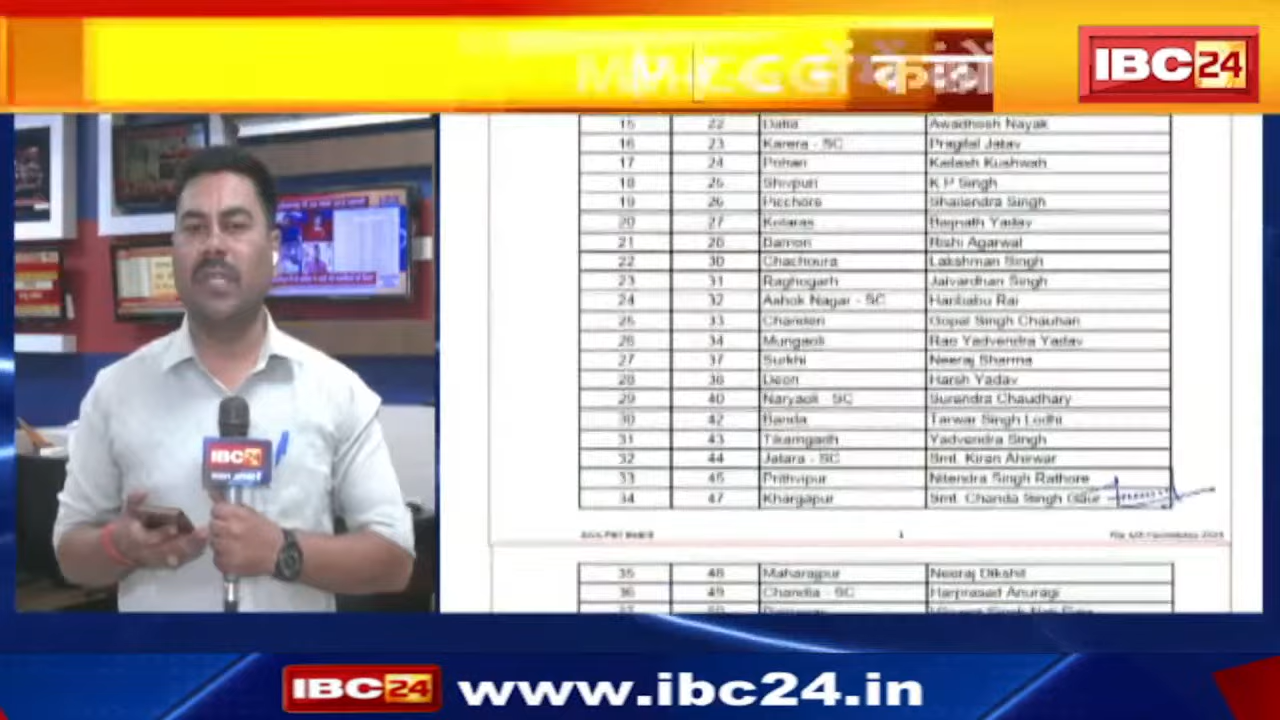 IBC24
15 22 Datia Awadhesh Nayak
16 23 Karera - SC Pragilal Jatav
17 24 Pohari Kailash Kushwah
18 25 Shivpuri K P Singh
19 26 Picchore Shailendra Singh
20 27 Kolaras Baijnath Yadav
21 28 Bamori Rishi Agarwal
22 30 Chachoura Lakshman Singh
23 31 Raghogarh Jaivardhan Singh
24 32 Ashok Nagar - SC Haribabu Rai
25 33 Chanderi Gopal Singh Chauhan
26 34 Mungaoli Rao Yadvendra Yadav
27 37 Surkhi Neeraj Sharma
28 38 Deori Harsh Yadav
29 40 Naryaoli - SC Surendra Chaudhary
30 42 Banda Tarwar Singh Lodhi
31 43 Tikamgarh Yadvendra Singh
32 44 Jatara - SC Smt. Kiran Ahirwar
33 45 Prithvipur Nitendra Singh Rathore
34 47 Khargapur Smt. Chanda Singh Gaur
1
35 48 Maharajpur Neeraj Dikshit
36 49 Chandla - SC Harprasad Anuragi
IBC24
IBC24 www.ibc24.in